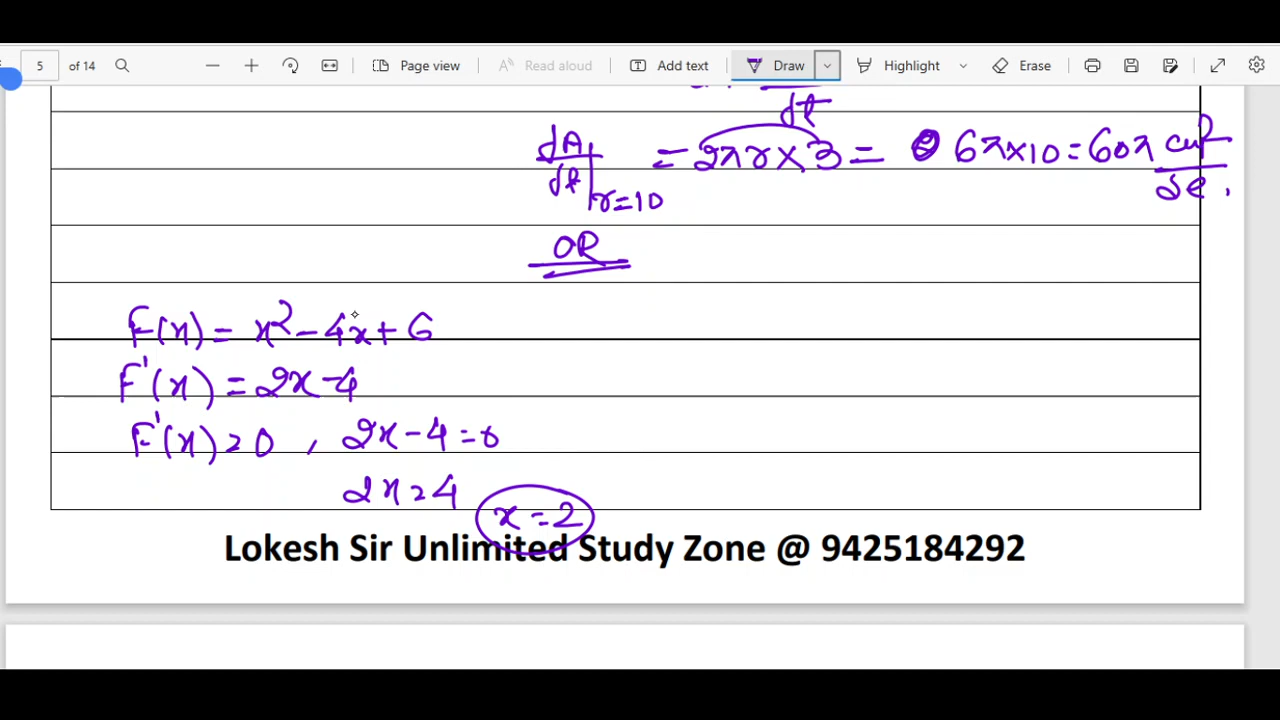 5 of 14 Page view Read aloud Add text Draw Highlight Erase
dt
dA/dt |r=10 = 2πr×3 = 6π×10=60π cm²/se.
OR
F(x) = x²-4x+6
F'(x) = 2x-4
F'(x)=0, 2x-4=0
2x=4 x=2
Lokesh Sir Unlimited Study Zone @ 9425184292